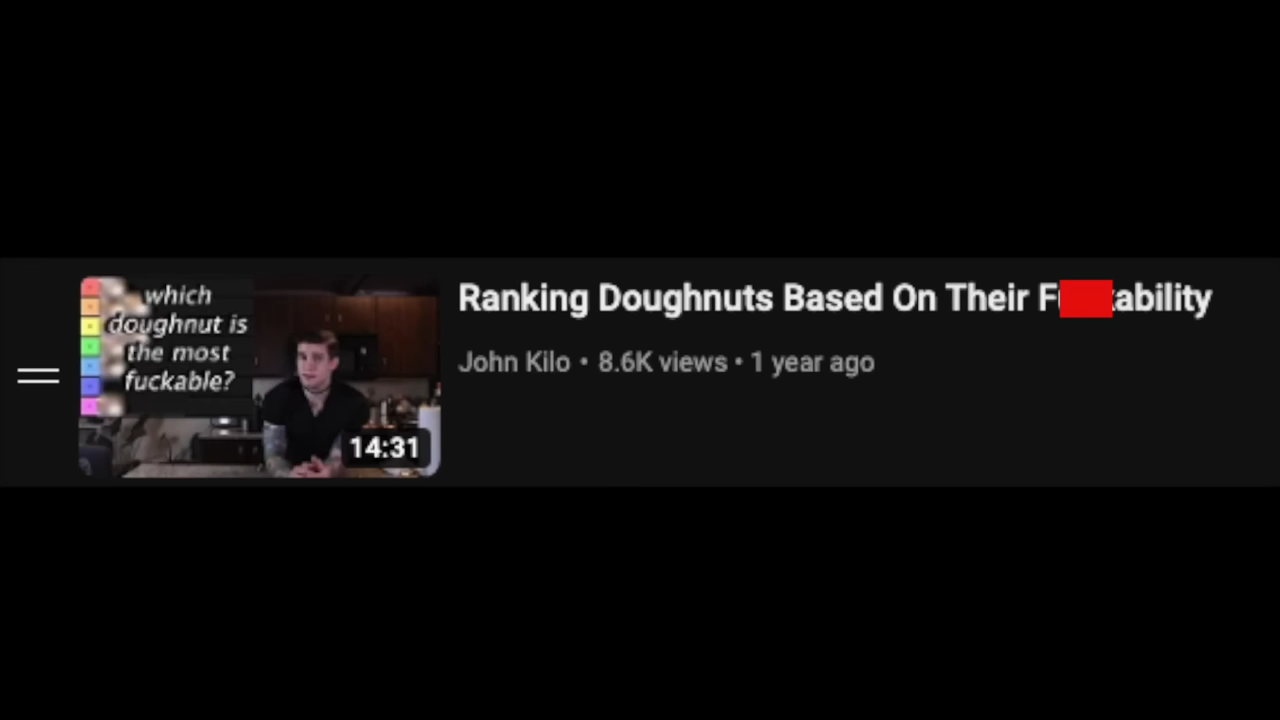 which
doughnut is
the most
fuckable?
14:31
Ranking Doughnuts Based On Their
John Kilo • 8.6K views • 1 year ago